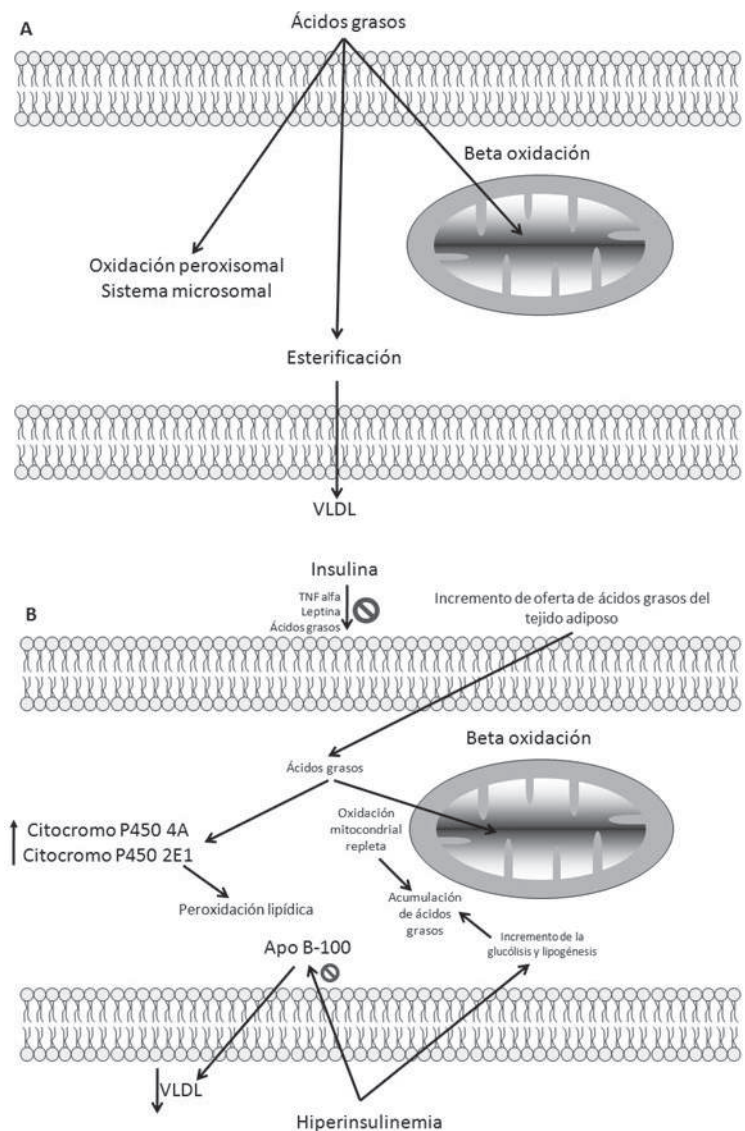 A
Ácidos grasos
Beta oxidación
Oxidación peroxisomal
Sistema microsomal
Esterificación
VLDL
B
Insulina
TNF alfa
Leptina
Ácidos grasos
Incremento de oferta de ácidos grasos del
tejido adiposo
Beta oxidación
Ácidos grasos
Citocromo P450 4A
Citocromo P450 2E1
Oxidación
mitocondrial
repleta
Peroxidación lipídica
Acumulación
de ácidos
grasos
Incremento de la
glucólisis y lipogénesis
Apo B-100
VLDL
Hiperinsulinemia